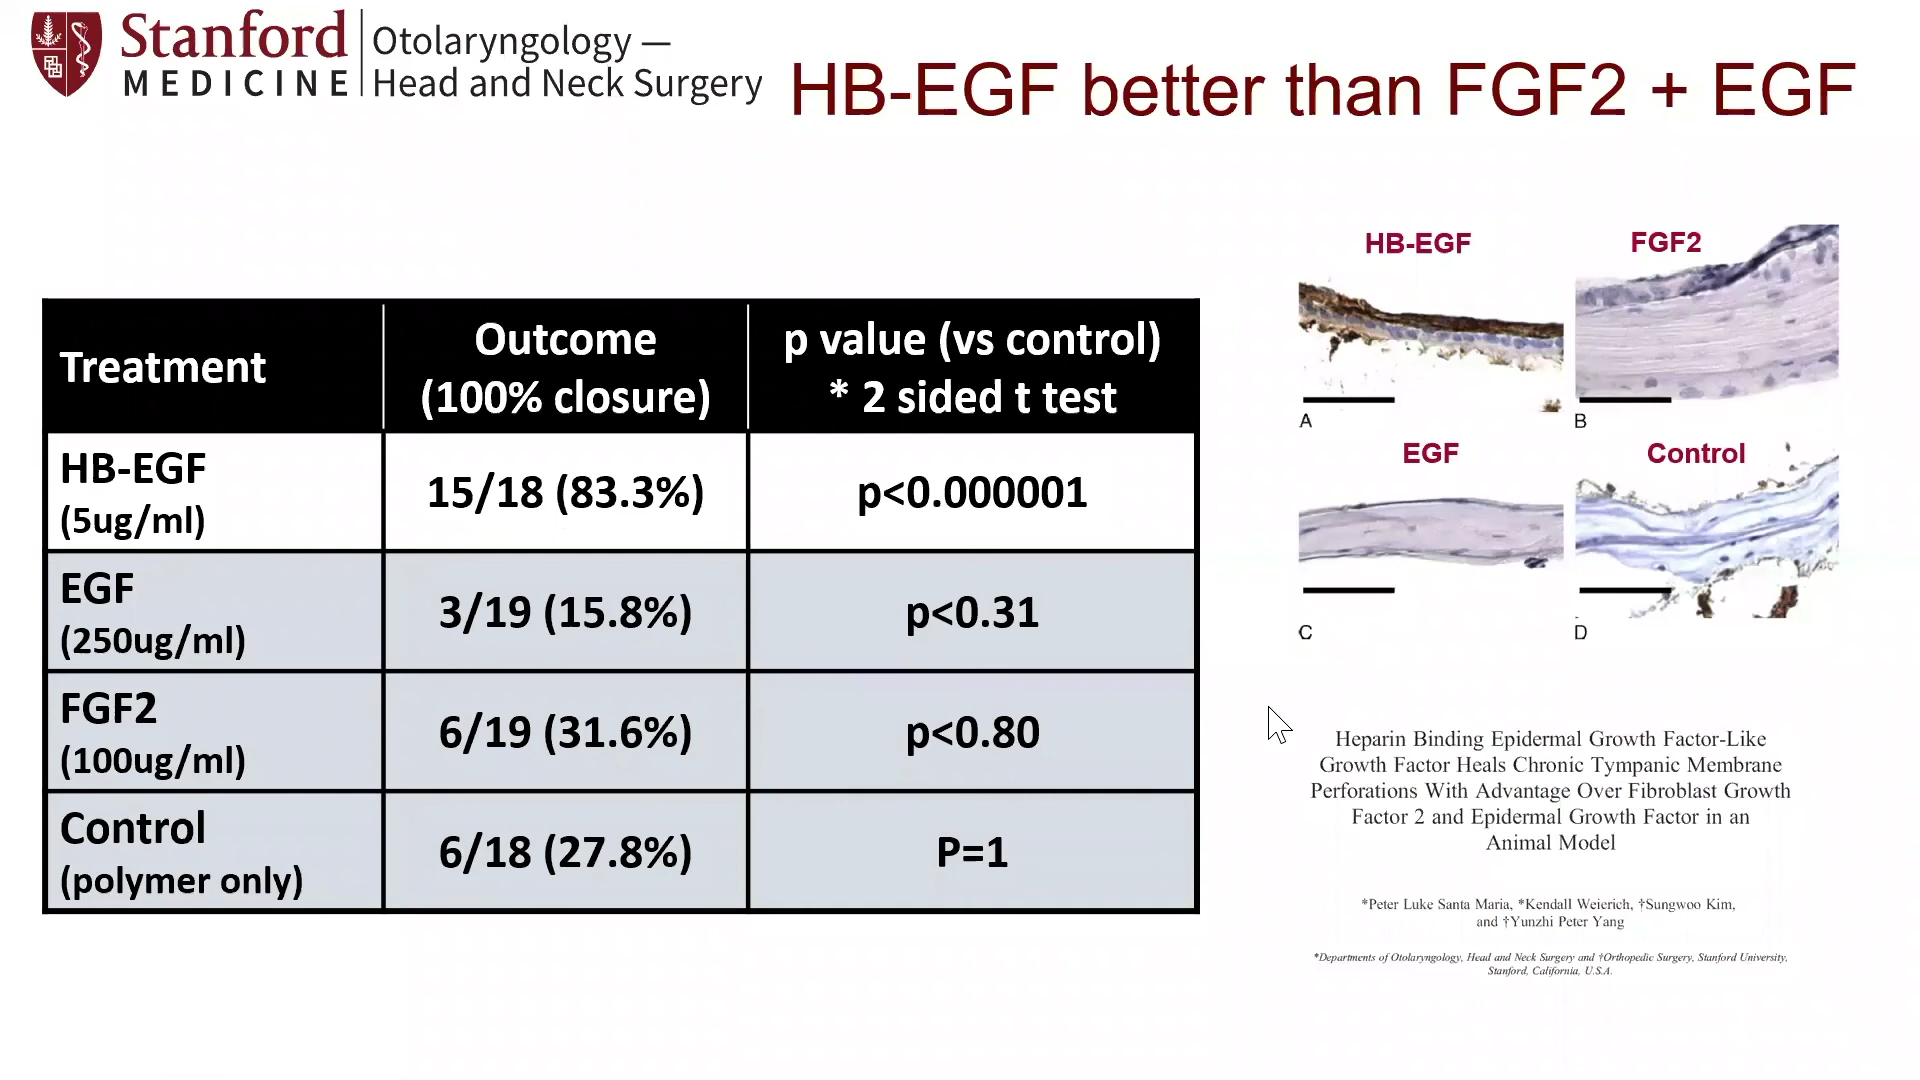 Stanford
MEDICINE
Otolaryngology —
Head and Neck Surgery
HB-EGF better than FGF2 + EGF
Treatment
Outcome
(100% closure)
p value (vs control)
* 2 sided t test
HB-EGF
(5ug/ml)
15/18 (83.3%)
p<0.000001
EGF
(250ug/ml)
3/19 (15.8%)
p<0.31
FGF2
(100ug/ml)
6/19 (31.6%)
p<0.80
Control
(polymer only)
6/18 (27.8%)
P=1
HB-EGF
FGF2
A
B
EGF
Control
C
D
Heparin Binding Epidermal Growth Factor-Like
Growth Factor Heals Chronic Tympanic Membrane
Perforations With Advantage Over Fibroblast Growth
Factor 2 and Epidermal Growth Factor in an
Animal Model
*Peter Luke Santa Maria, *Kendall Weierich, †Sungwoo Kim,
and †Yunzhi Peter Yang
*Departments of Otolaryngology, Head and Neck Surgery and †Orthopedic Surgery, Stanford University,
Stanford, California, U.S.A.